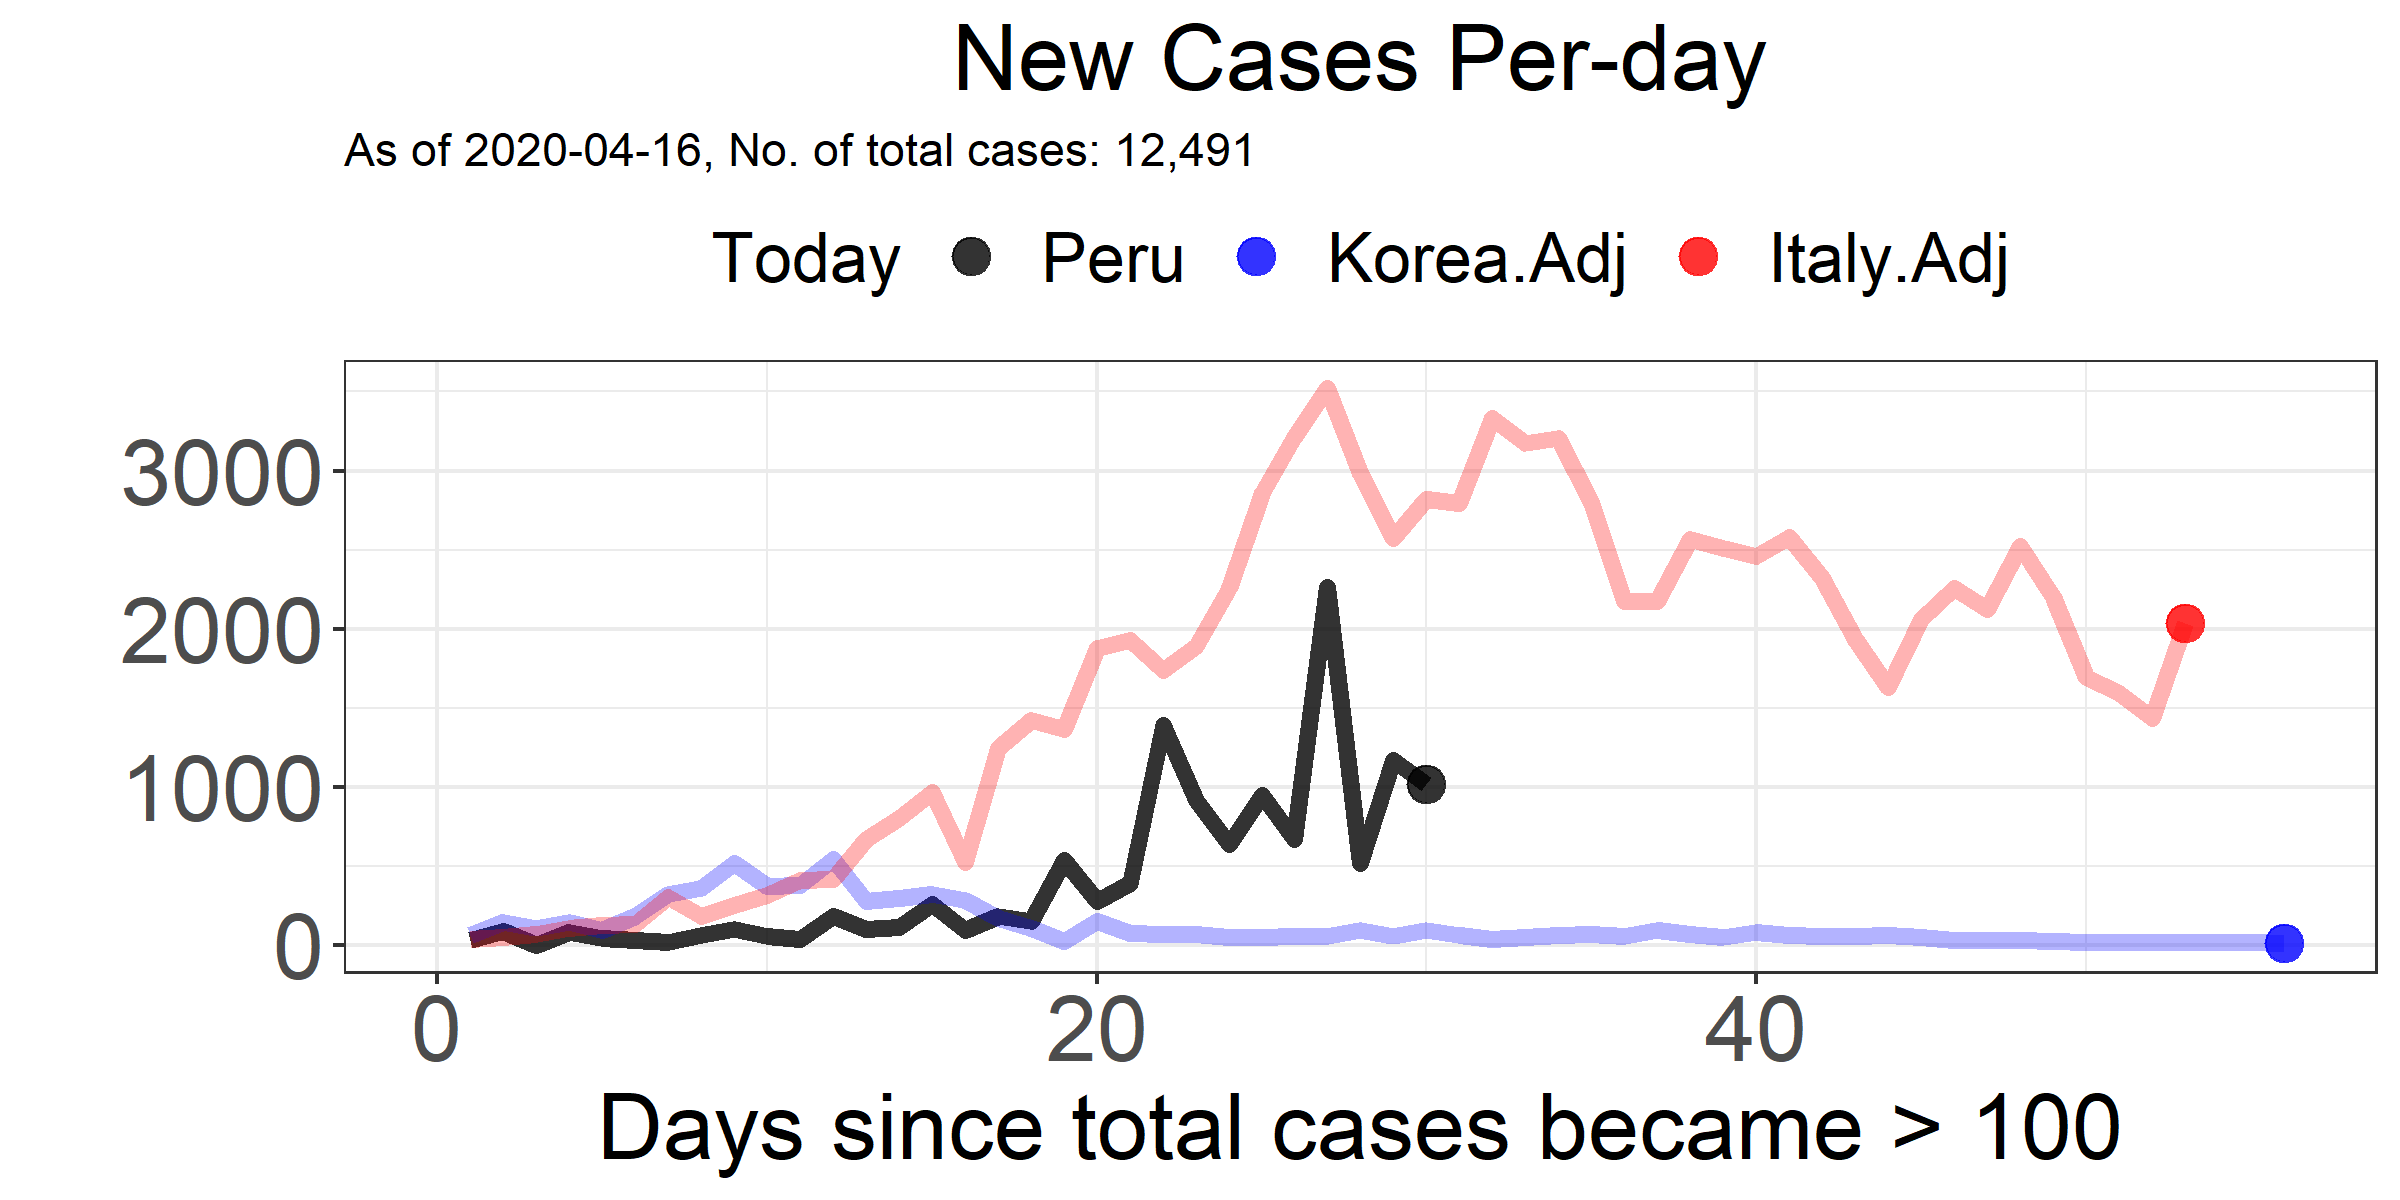 New Cases Per-day
As of 2020-04-16, No. of total cases: 12,491
Today Peru Korea.Adj Italy.Adj
3000
2000
1000
0
0 20 40
Days since total cases became > 100